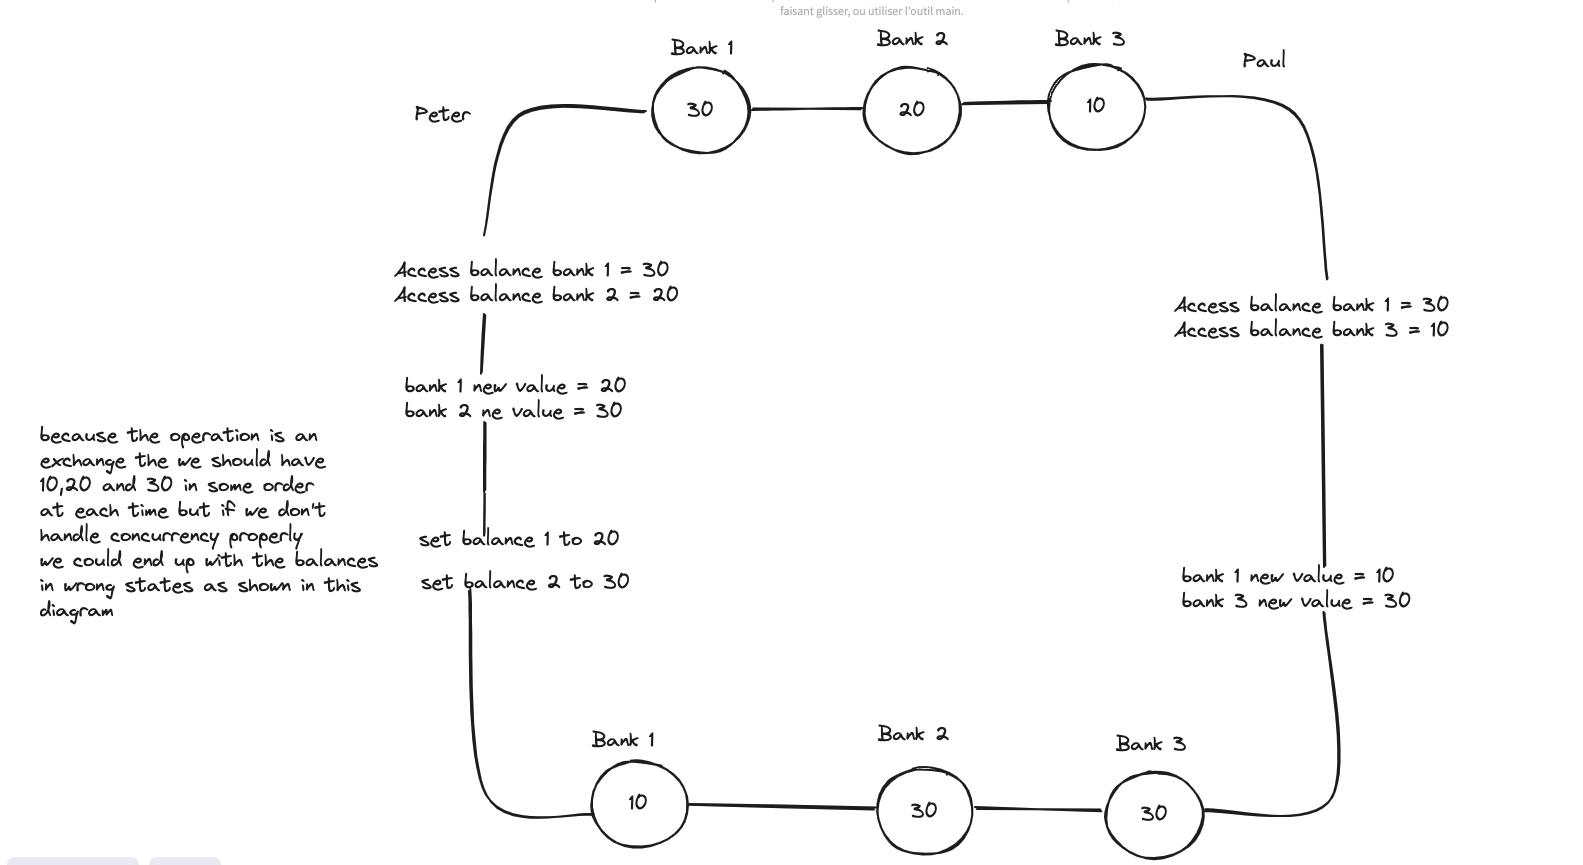 faisant glisser, ou utiliser l'outil main.
Bank 1
Bank 2
Bank 3
Paul
Peter
30
20
10
Access balance bank 1 = 30
Access balance bank 2 = 20
Access balance bank 1 = 30
Access balance bank 3 = 10
bank 1 new value = 20
bank 2 ne value = 30
because the operation is an
exchange the we should have
10,20 and 30 in some order
at each time but if we don't
handle concurrency properly
we could end up with the balances
in wrong states as shown in this
diagram
set balance 1 to 20
set balance 2 to 30
bank 1 new value = 10
bank 3 new value = 30
Bank 1
Bank 2
Bank 3
10
30
30